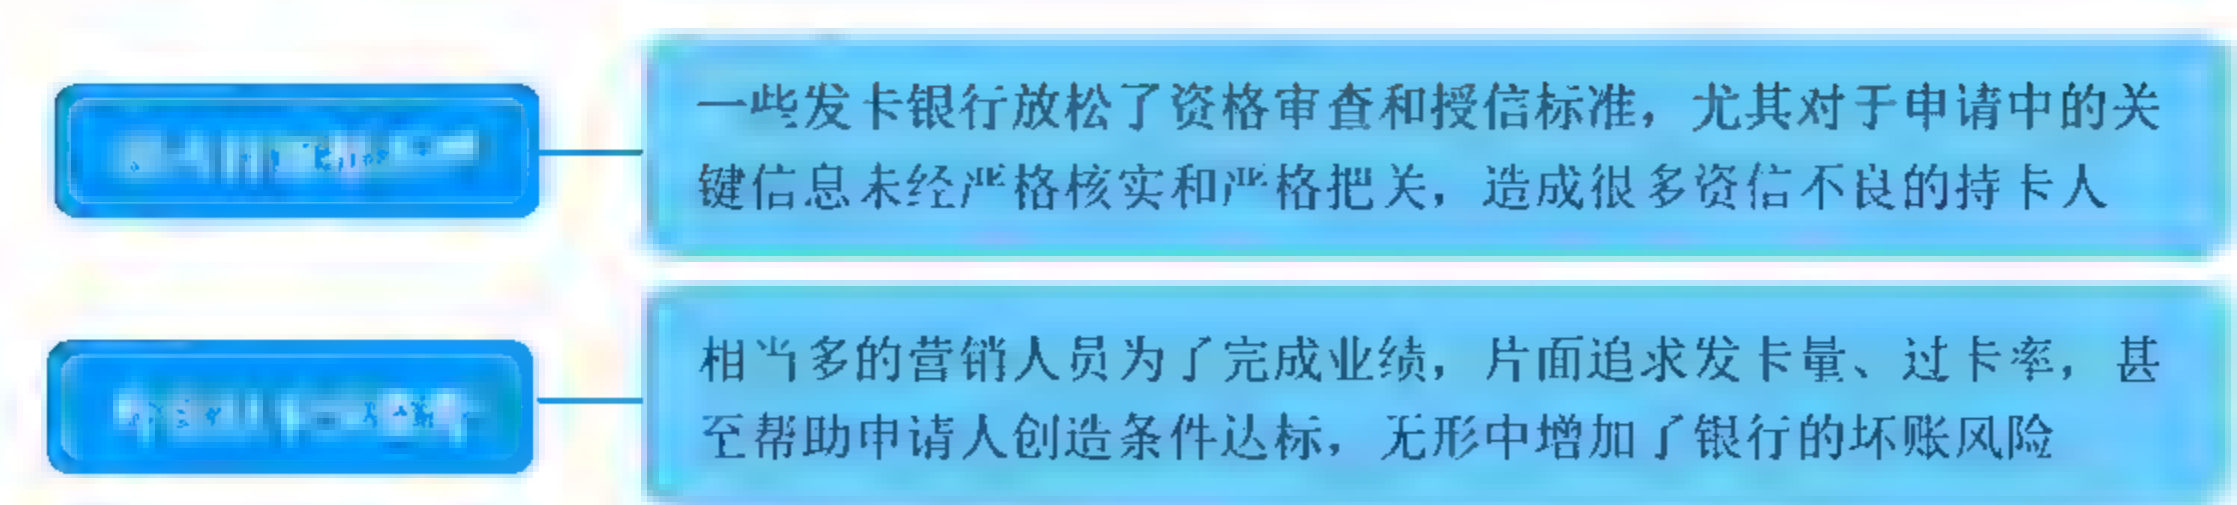 一些发卡银行放松了资格审查和授信标准，尤其对于申请中的关
键信息未经严格核实和严格把关，造成很多资信不良的持卡人
相当多的营销人员为了完成业绩，片面追求发卡量、过卡率，甚
至帮助申请人创造条件达标，无形中增加了银行的坏账风险